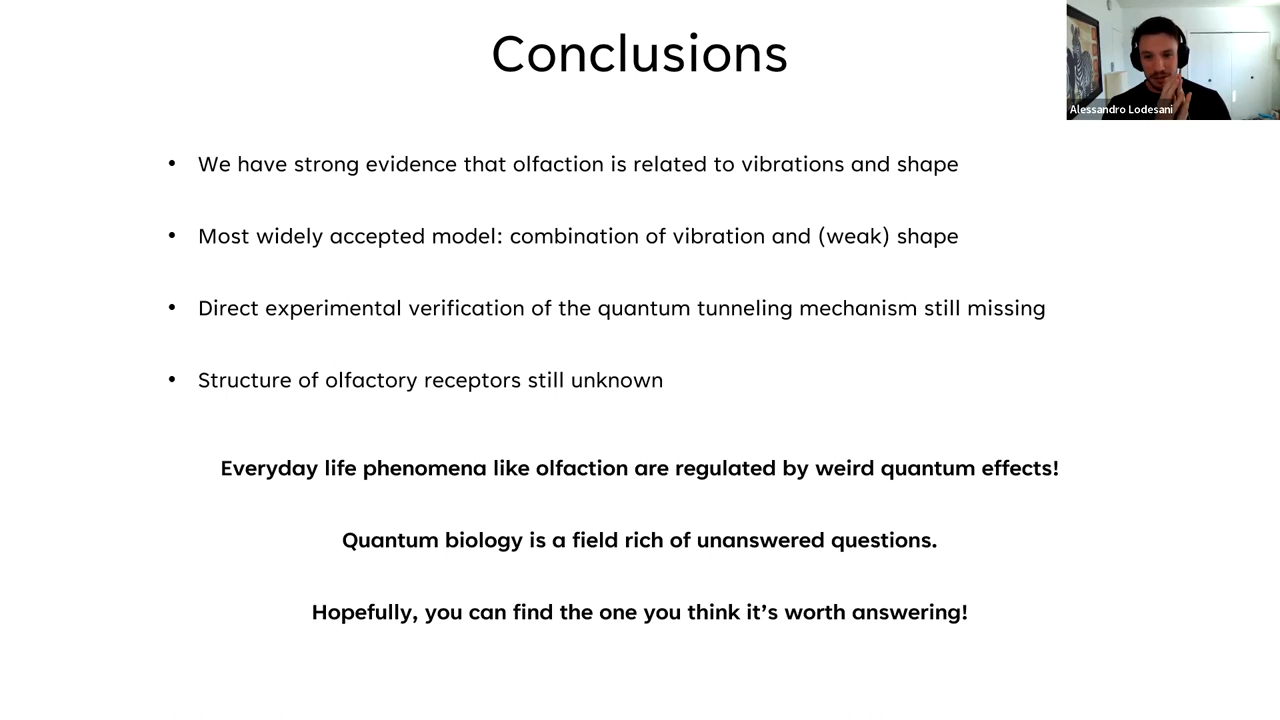 Conclusions
Alessandro Lodesani
• We have strong evidence that olfaction is related to vibrations and shape
• Most widely accepted model: combination of vibration and (weak) shape
• Direct experimental verification of the quantum tunneling mechanism still missing
• Structure of olfactory receptors still unknown
Everyday life phenomena like olfaction are regulated by weird quantum effects!
Quantum biology is a field rich of unanswered questions.
Hopefully, you can find the one you think it’s worth answering!